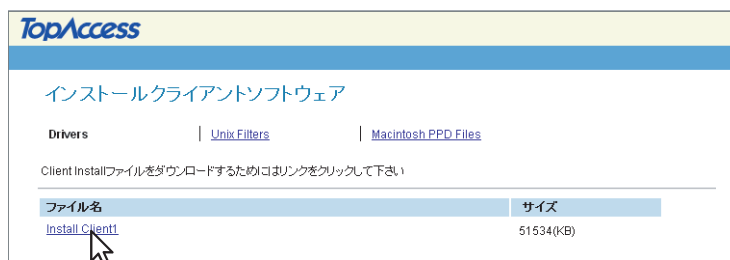 TopAccess
インストールクライアントソフトウェア
Drivers | Unix Filters | Macintosh PPD Files
Client Installファイルをダウンロードするためにはリンクをクリックして下さい
ファイル名 サイズ
Install Client1 51534(KB)